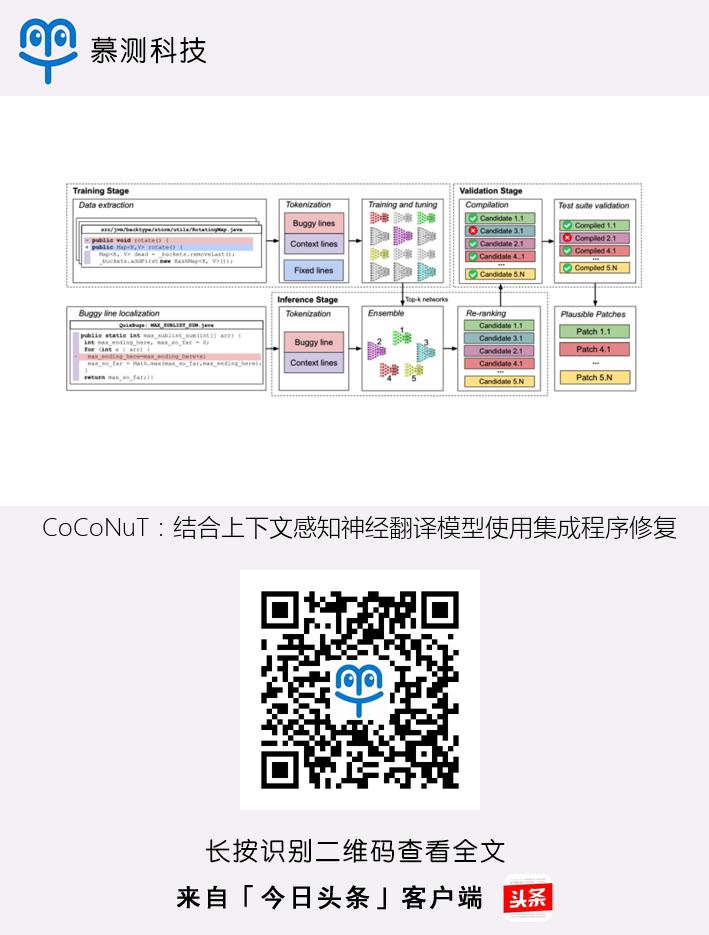 慕测科技
Training Stage
Data extraction
src/jvm/backtype/storm/utils/RotatingMap.java
- public void rotate() {
+ public Map<K,V> rotate() {
Map<K, V> dead = _buckets.removeLast();
_buckets.addFirst(new HashMap<K, V>());
Tokenization
Buggy lines
Context lines
Fixed lines
Training and tuning
Validation Stage
Compilation
Candidate 1.1
Candidate 3.1
Candidate 2.1
Candidate 4..1
...
Candidate 5.N
Test suite validation
Compiled 1.1
Compiled 2.1
Compiled 4.1
...
Compiled 5.N
Buggy line localization
QuixBugs: MAX_SUBLIST_SUM.java
public static int max_sublist_sum(int[] arr) {
int max_ending_here, max_so_far = 0;
for (int x : arr) {
- max_ending_here=max_ending_here+x;
max_so_far = Math.max(max_so_far,max_ending_here);
}
return max_so_far;}}
Inference Stage
Tokenization
Buggy line
Context lines
Top-k networks
Ensemble
1
2
3
4
5
Re-ranking
Candidate 1.1
Candidate 3.1
Candidate 2.1
Candidate 4.1
...
Candidate 5.N
Plausible Patches
Patch 1.1
Patch 4.1
...
Patch 5.N
CoCoNuT：结合上下文感知神经翻译模型使用集成程序修复
长按识别二维码查看全文
来自「今日头条」客户端
头条